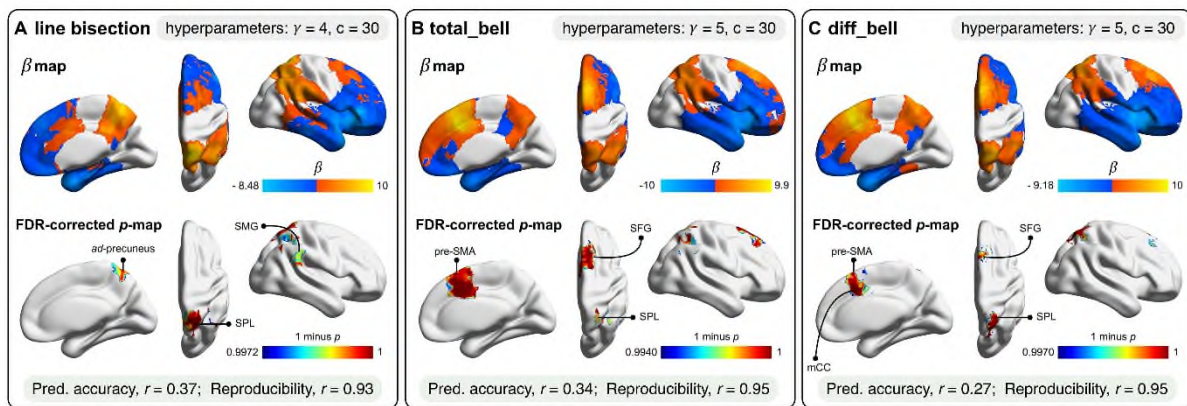 A line bisection
hyperparameters: γ = 4, c = 30
β map
β
- 8.48
10
FDR-corrected p-map
SMG
ad-precuneus
SPL
1 minus p
0.9972
1
Pred. accuracy, r = 0.37; Reproducibility, r = 0.93
B total_bell
hyperparameters: γ = 5, c = 30
β map
β
-10
9.9
FDR-corrected p-map
SFG
pre-SMA
SPL
1 minus p
0.9940
1
Pred. accuracy, r = 0.34; Reproducibility, r = 0.95
C diff_bell
hyperparameters: γ = 5, c = 30
β map
β
-9.18
10
FDR-corrected p-map
SFG
pre-SMA
SPL
1 minus p
0.9970
1
mCC
Pred. accuracy, r = 0.27; Reproducibility, r = 0.95